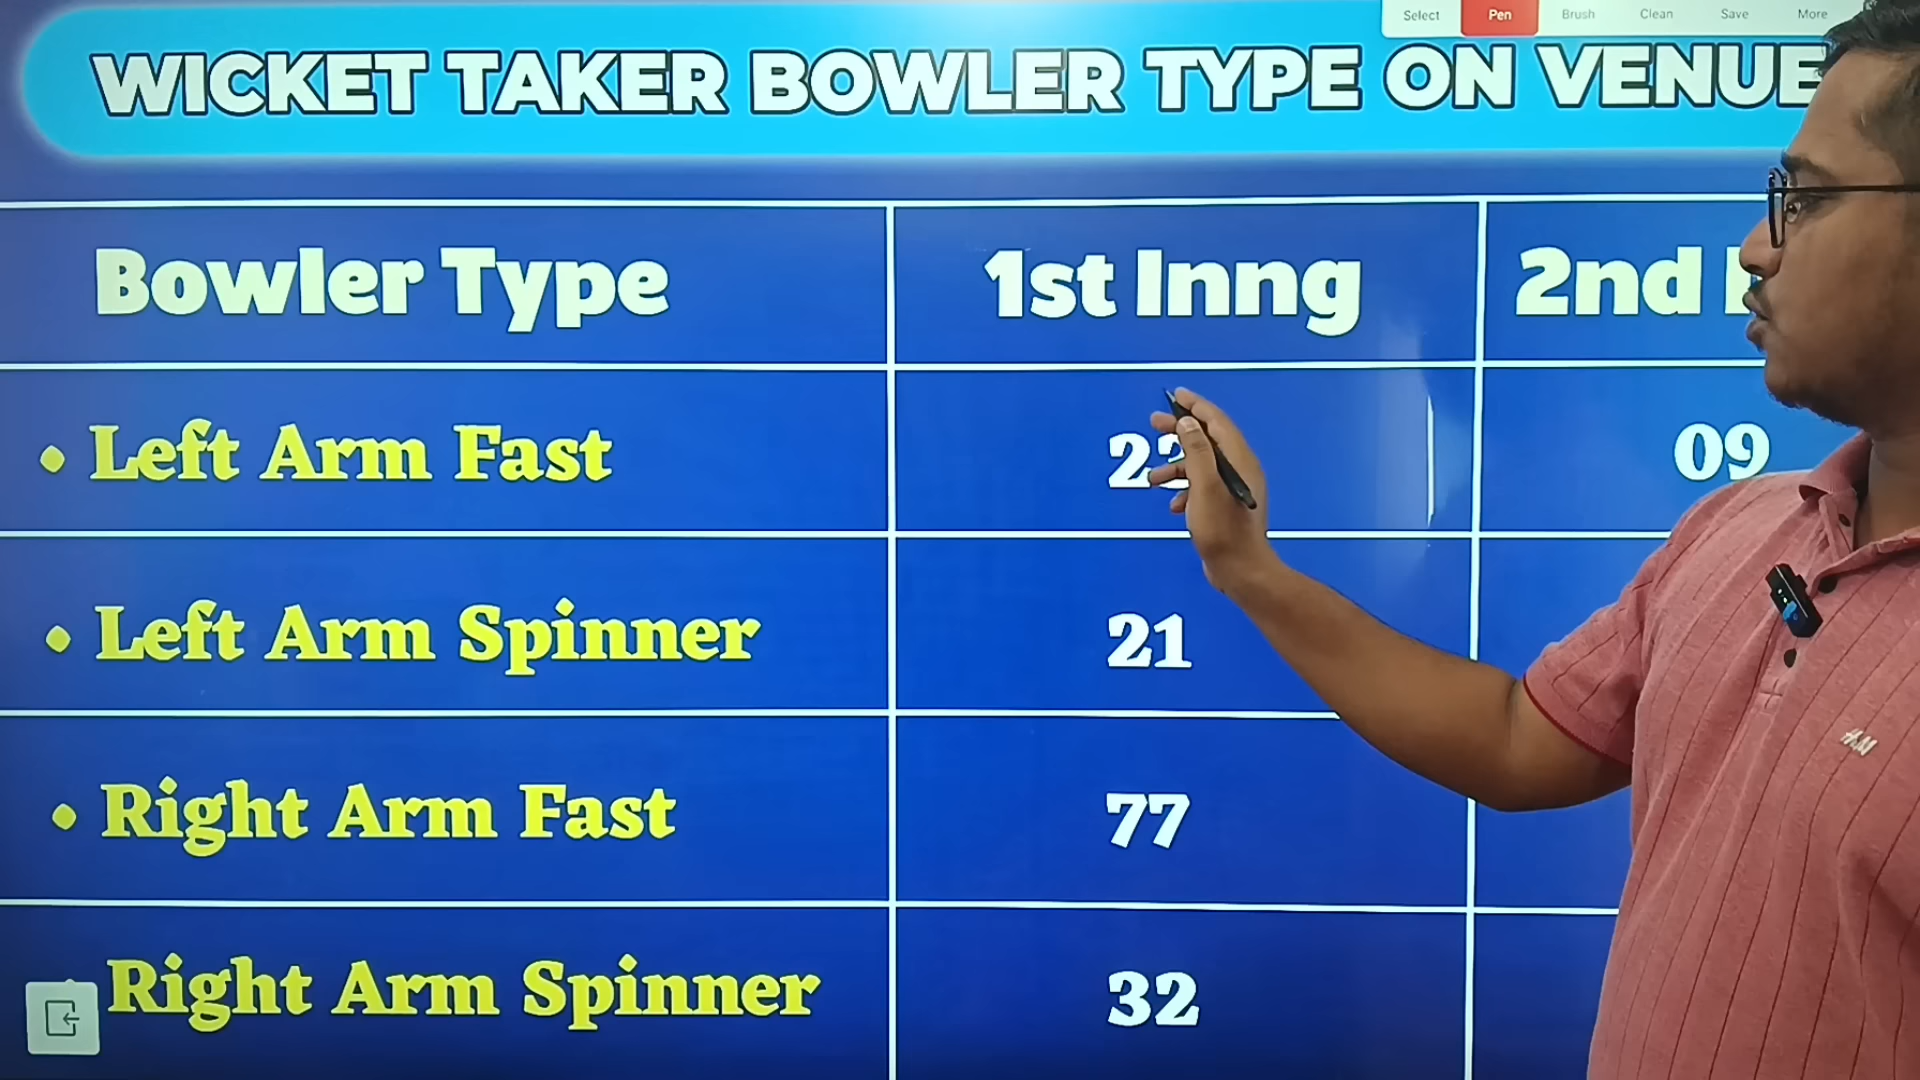 Select Pen Brush Clean Save More
WICKET TAKER BOWLER TYPE ON VENUE
Bowler Type 1st Inng 2nd
Left Arm Fast 09
Left Arm Spinner 21
Right Arm Fast 77
Right Arm Spinner 32
H&M